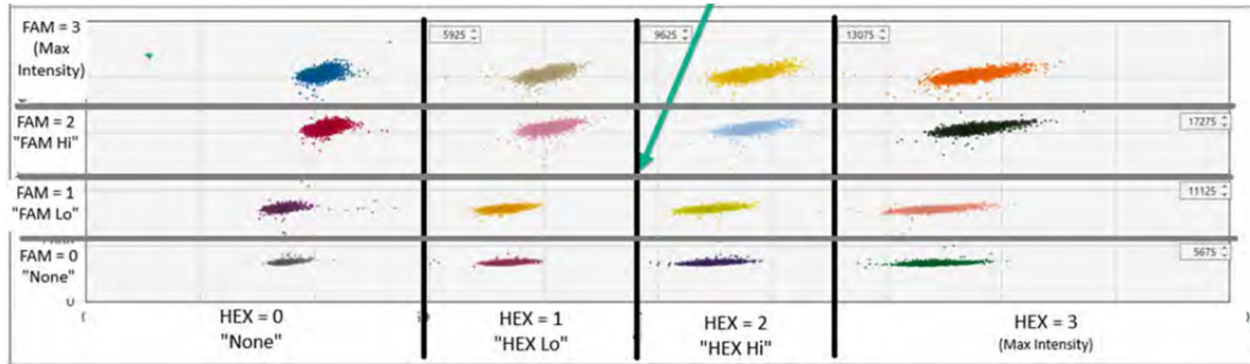 FAM = 3
(Max
Intensity)
5925
9625
13075
FAM = 2
"FAM Hi"
17275
FAM = 1
"FAM Lo"
11125
FAM = 0
"None"
5675
0
HEX = 0
"None"
HEX = 1
"HEX Lo"
HEX = 2
"HEX Hi"
HEX = 3
(Max Intensity)